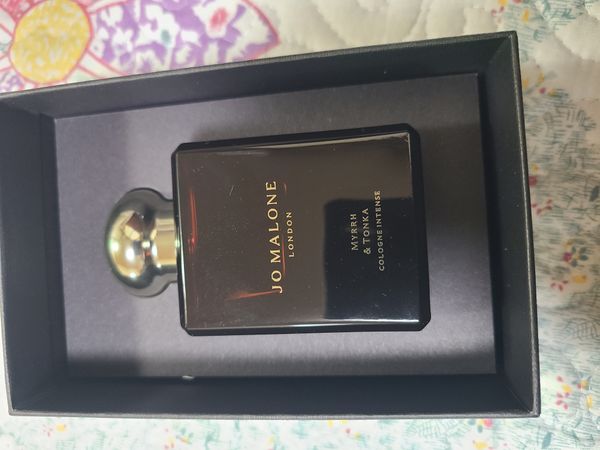 JO MALONE
LONDON
MYRRH
& TONKA
COLOGNE INTENSE